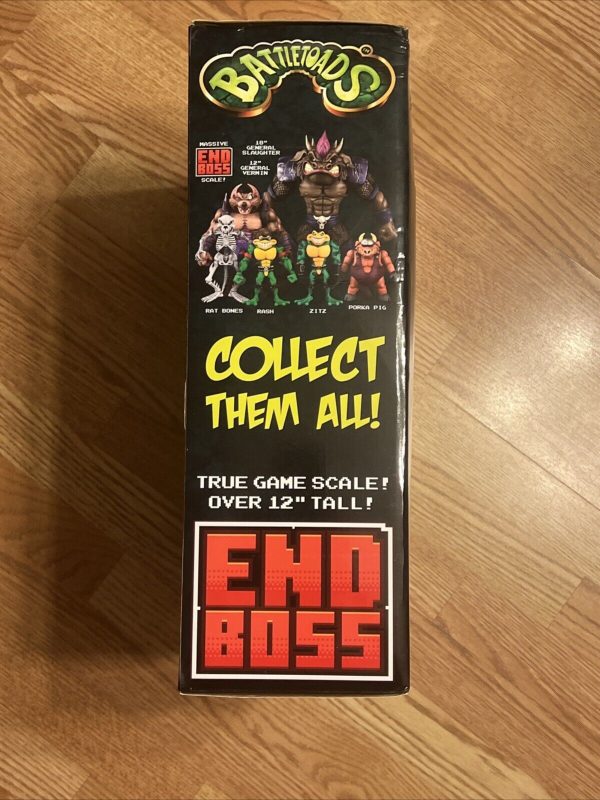 BATTLETOADS
TM
MASSIVE
END
BOSS
SCALE!
18"
GENERAL
SLAUGHTER
12"
GENERAL
VERMIN
RAT BONES RASH ZITZ PORKA PIG
COLLECT
THEM ALL!
TRUE GAME SCALE!
OVER 12" TALL!
END
BOSS